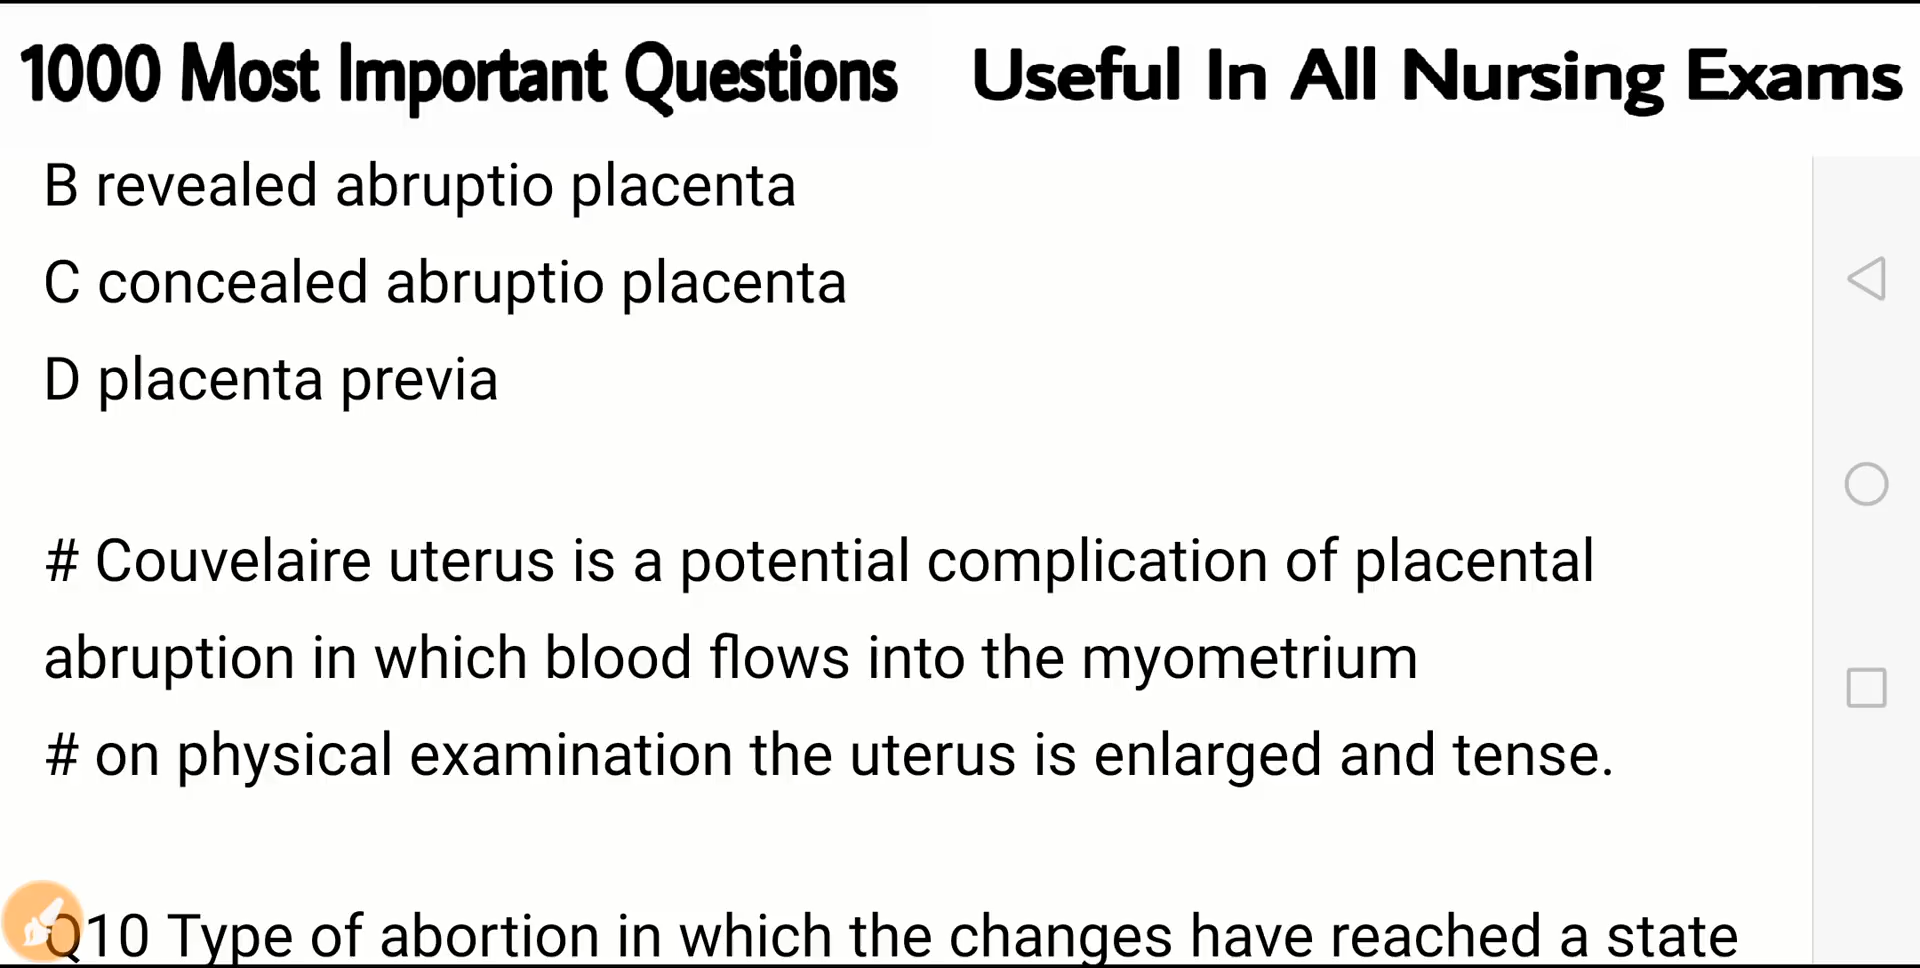 1000 Most Important Questions Useful In All Nursing Exams
B revealed abruptio placenta
C concealed abruptio placenta
D placenta previa
# Couvelaire uterus is a potential complication of placental
abruption in which blood flows into the myometrium
# on physical examination the uterus is enlarged and tense.
Q10 Type of abortion in which the changes have reached a state